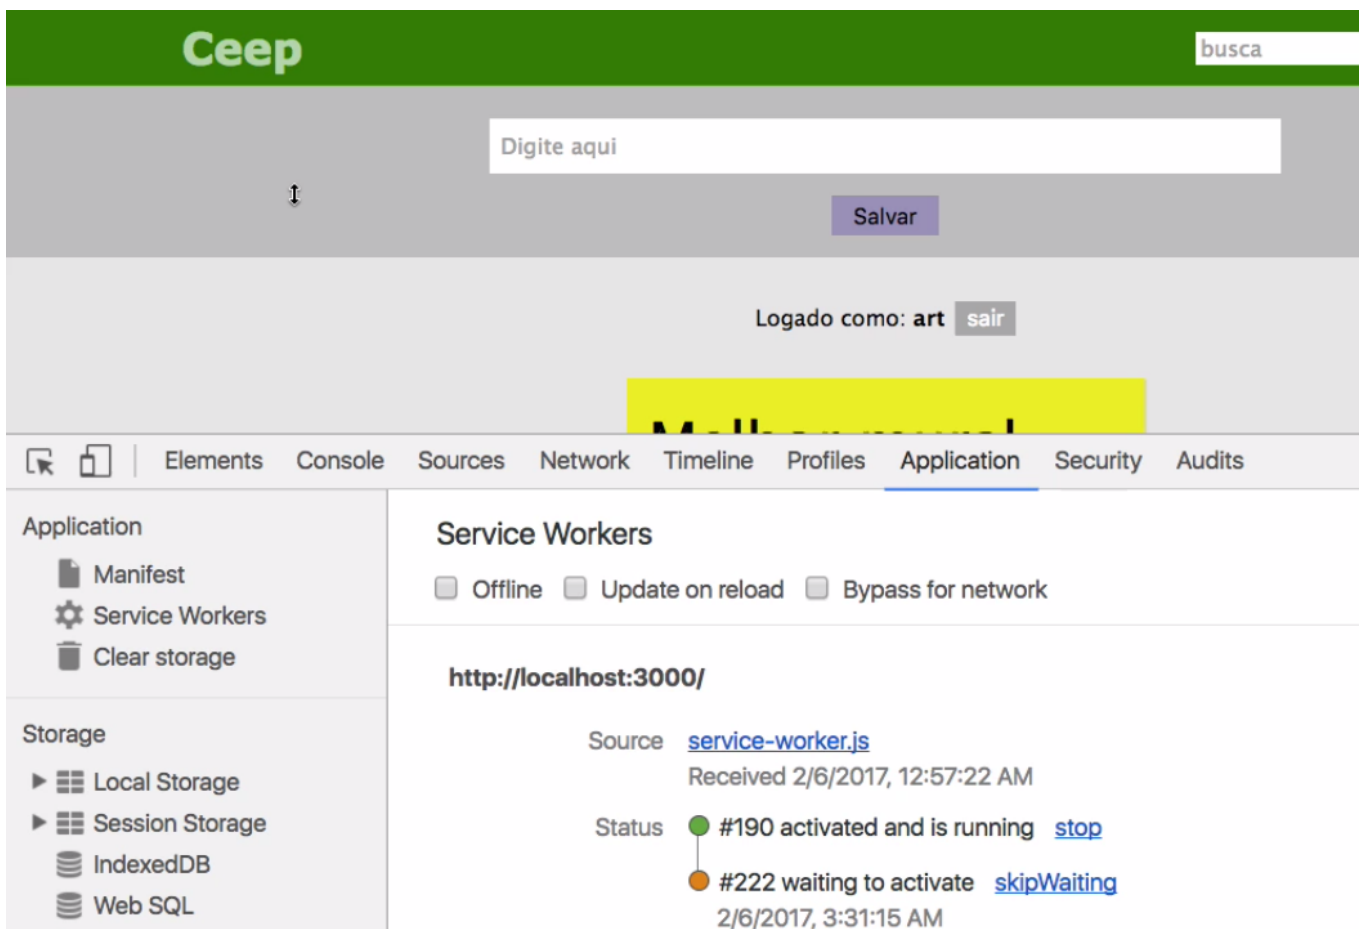 Ceep
busca
Digite aqui
Salvar
Logado como: art sair
Elements Console Sources Network Timeline Profiles Application Security Audits
Application
Manifest
Service Workers
Clear storage
Storage
Local Storage
Session Storage
IndexedDB
Web SQL
Service Workers
Offline Update on reload Bypass for network
http://localhost:3000/
Source service-worker.js
Received 2/6/2017, 12:57:22 AM
Status #190 activated and is running stop
#222 waiting to activate skipWaiting
2/6/2017, 3:31:15 AM